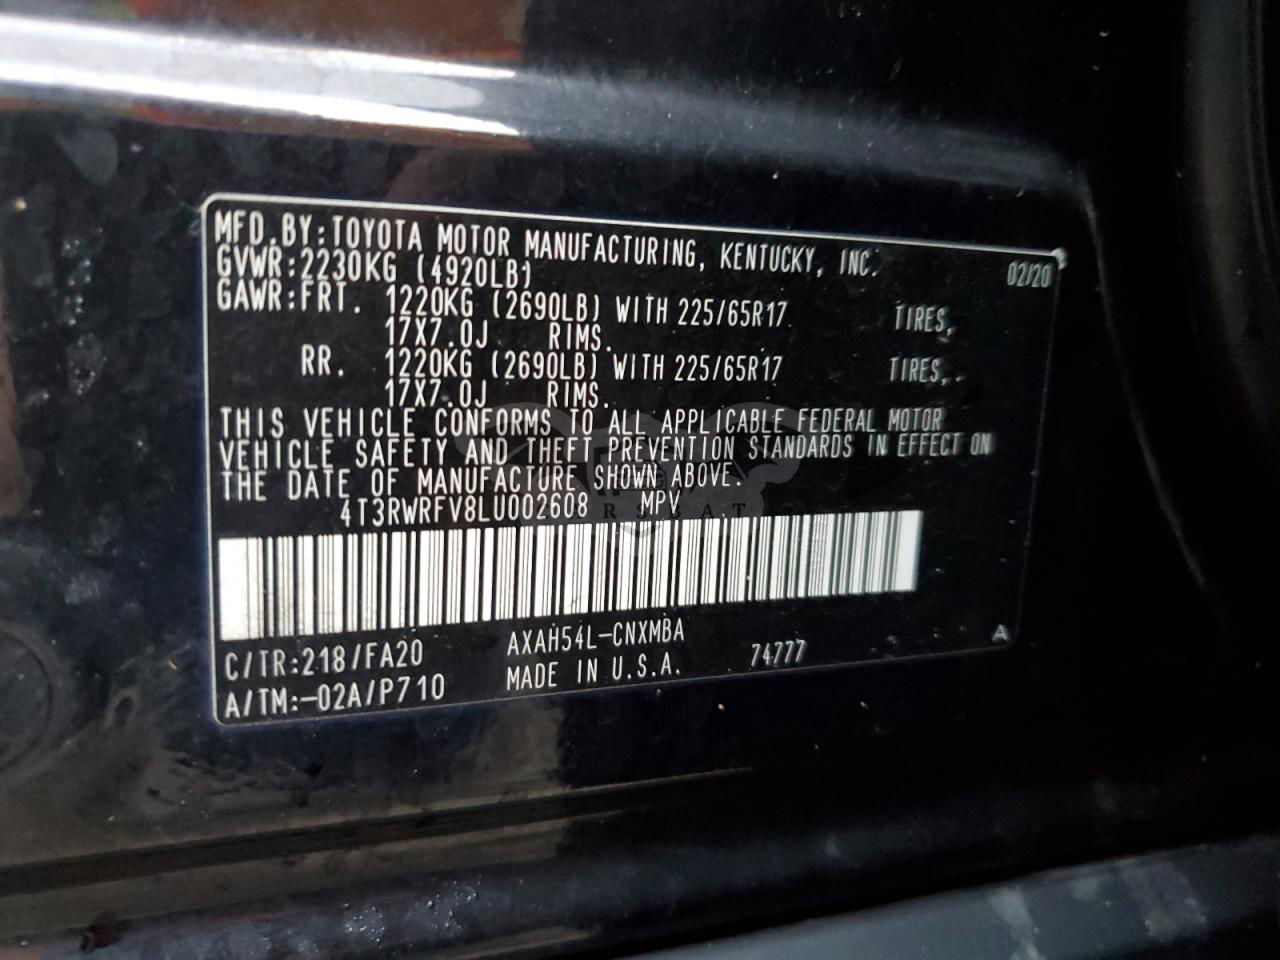 MFD.BY:TOYOTA MOTOR MANUFACTURING, KENTUCKY, INC. 02/20
GVWR:2230KG (4920LB)
GAWR:FRT. 1220KG (2690LB) WITH 225/65R17 TIRES,
17X7.0J RIMS.
RR. 1220KG (2690LB) WITH 225/65R17 TIRES,
17X7.0J RIMS.
THIS VEHICLE CONFORMS TO ALL APPLICABLE FEDERAL MOTOR
VEHICLE SAFETY AND THEFT PREVENTION STANDARDS IN EFFECT ON
THE DATE OF MANUFACTURE SHOWN ABOVE.
4T3RWRFV8LU002608 MPV
C/TR:218/FA20 AXAH54L-CNXMBA
A/TM:-02A/P710 MADE IN U.S.A. 74777 A